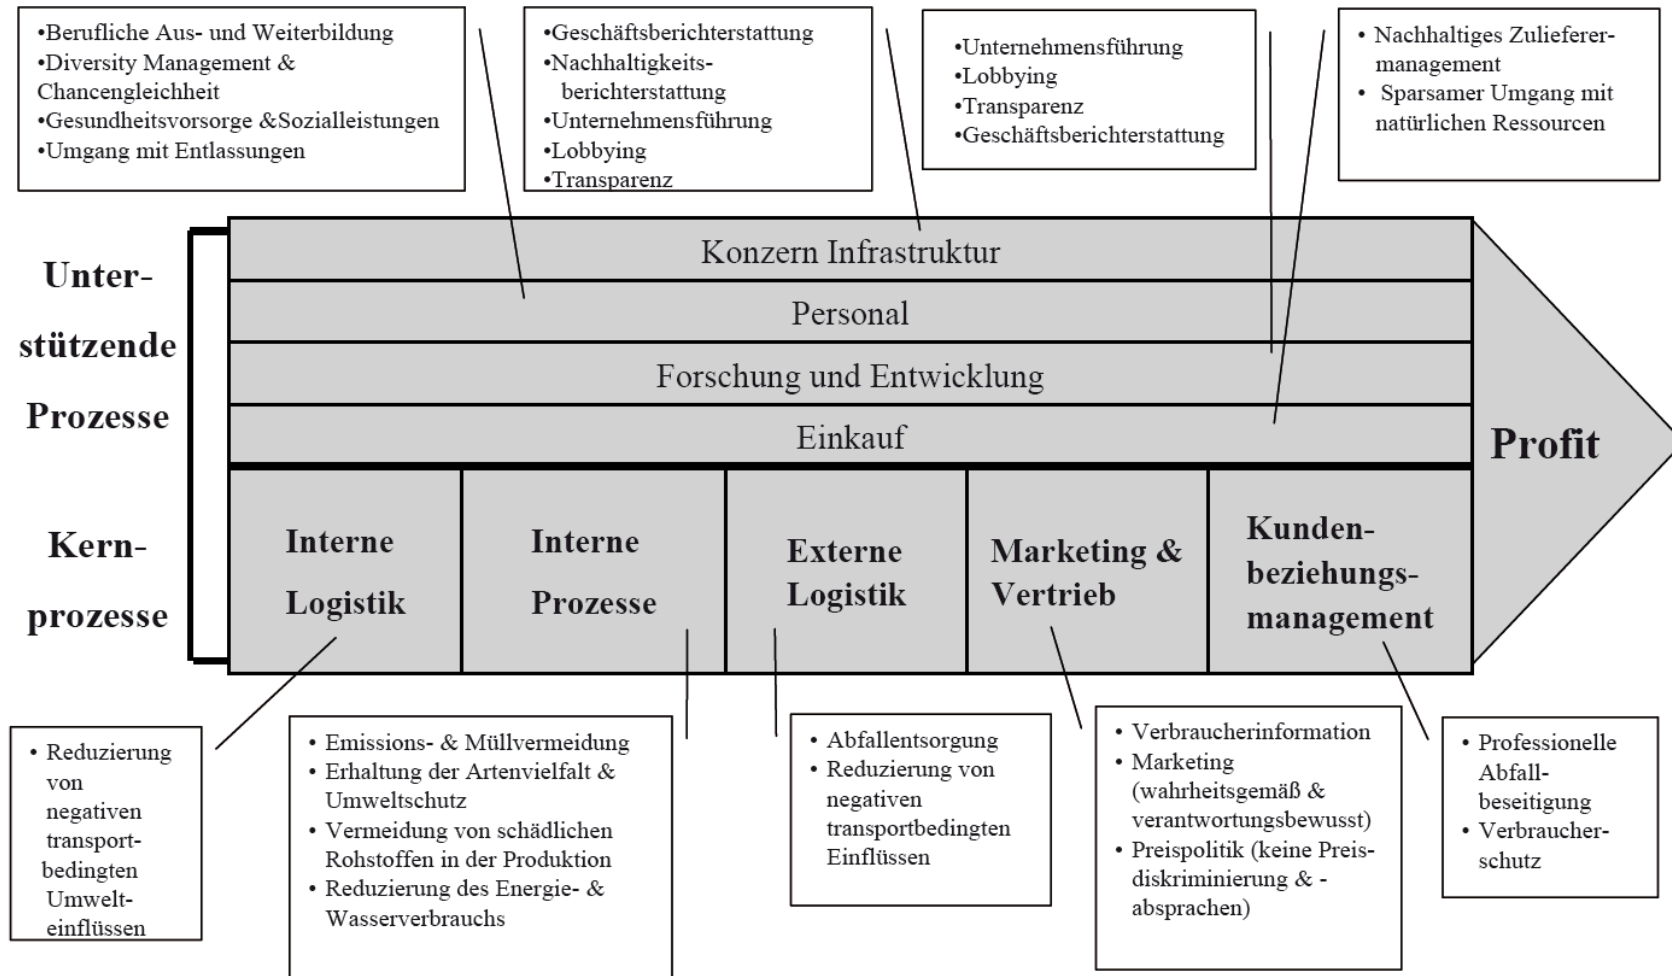 •Berufliche Aus- und Weiterbildung
•Diversity Management &
Chancengleichheit
•Gesundheitsvorsorge &Sozialleistungen
•Umgang mit Entlassungen
•Geschäftsberichterstattung
•Nachhaltigkeits-
berichterstattung
•Unternehmensführung
•Lobbying
•Transparenz
•Unternehmensführung
•Lobbying
•Transparenz
•Geschäftsberichterstattung
• Nachhaltiges Zulieferer-
management
• Sparsamer Umgang mit
natürlichen Ressourcen
Unter-
stützende
Prozesse
Konzern Infrastruktur
Personal
Forschung und Entwicklung
Einkauf
Profit
Kern-
prozesse
Interne
Logistik
Interne
Prozesse
Externe
Logistik
Marketing &
Vertrieb
Kunden-
beziehungs-
management
• Reduzierung
von
negativen
transport-
bedingten
Umwelt-
einflüssen
• Emissions- & Müllvermeidung
• Erhaltung der Artenvielfalt &
Umweltschutz
• Vermeidung von schädlichen
Rohstoffen in der Produktion
• Reduzierung des Energie- &
Wasserverbrauchs
• Abfallentsorgung
• Reduzierung von
negativen
transportbedingten
Einflüssen
• Verbraucherinformation
• Marketing
(wahrheitsgemäß &
verantwortungsbewusst)
• Preispolitik (keine Preis-
diskriminierung & -
absprachen)
• Professionelle
Abfall-
beseitigung
• Verbraucher-
schutz